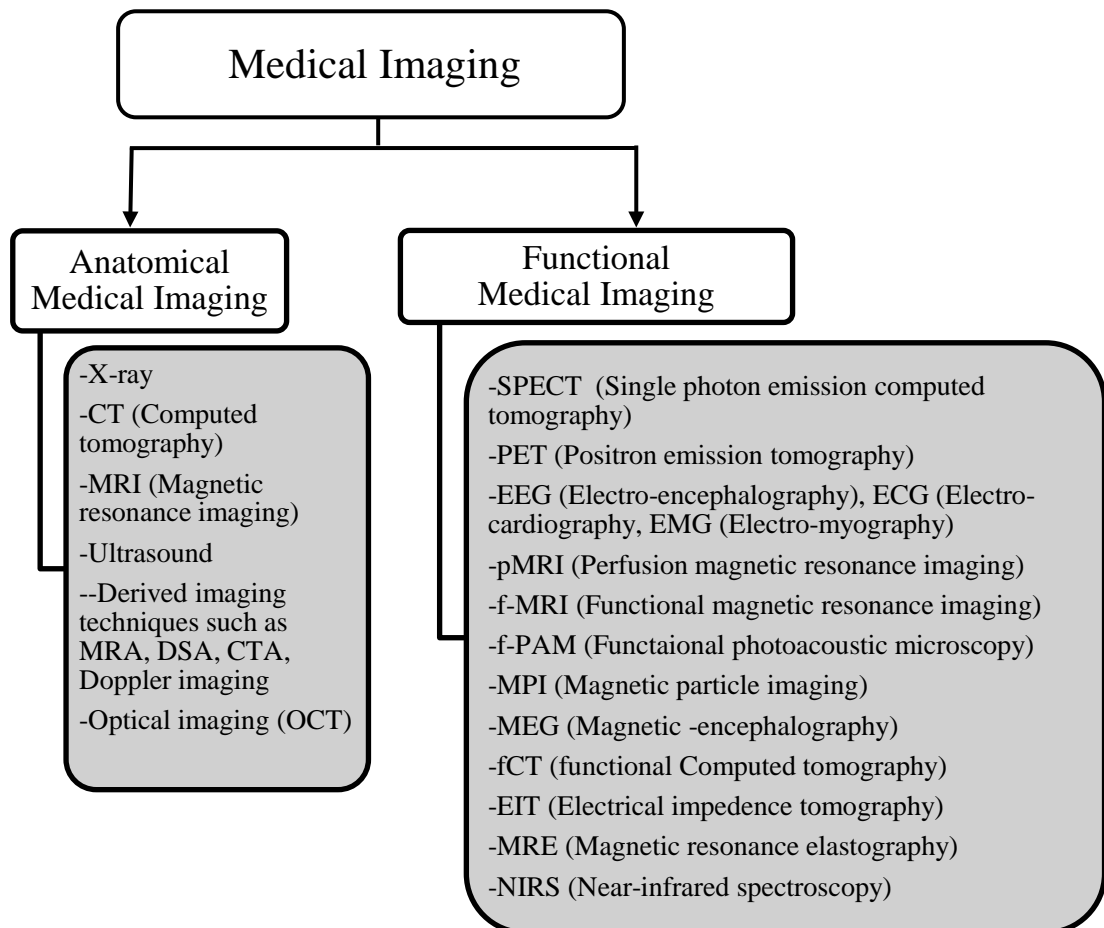 Medical Imaging
Anatomical
Medical Imaging
Functional
Medical Imaging
-X-ray
-CT (Computed
tomography)
-MRI (Magnetic
resonance imaging)
-Ultrasound
--Derived imaging
techniques such as
MRA, DSA, CTA,
Doppler imaging
-Optical imaging (OCT)
-SPECT (Single photon emission computed
tomography)
-PET (Positron emission tomography)
-EEG (Electro-encephalography), ECG (Electro-
cardiography, EMG (Electro-myography)
-pMRI (Perfusion magnetic resonance imaging)
-f-MRI (Functional magnetic resonance imaging)
-f-PAM (Functaional photoacoustic microscopy)
-MPI (Magnetic particle imaging)
-MEG (Magnetic -encephalography)
-fCT (functional Computed tomography)
-EIT (Electrical impedence tomography)
-MRE (Magnetic resonance elastography)
-NIRS (Near-infrared spectroscopy)